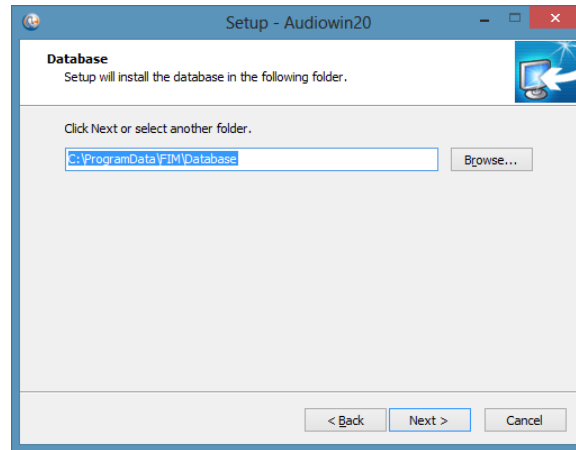 Setup - Audiowin20
Database
Setup will install the database in the following folder.
Click Next or select another folder.
C:\ProgramData\FIM\Database
Browse...
< Back
Next >
Cancel